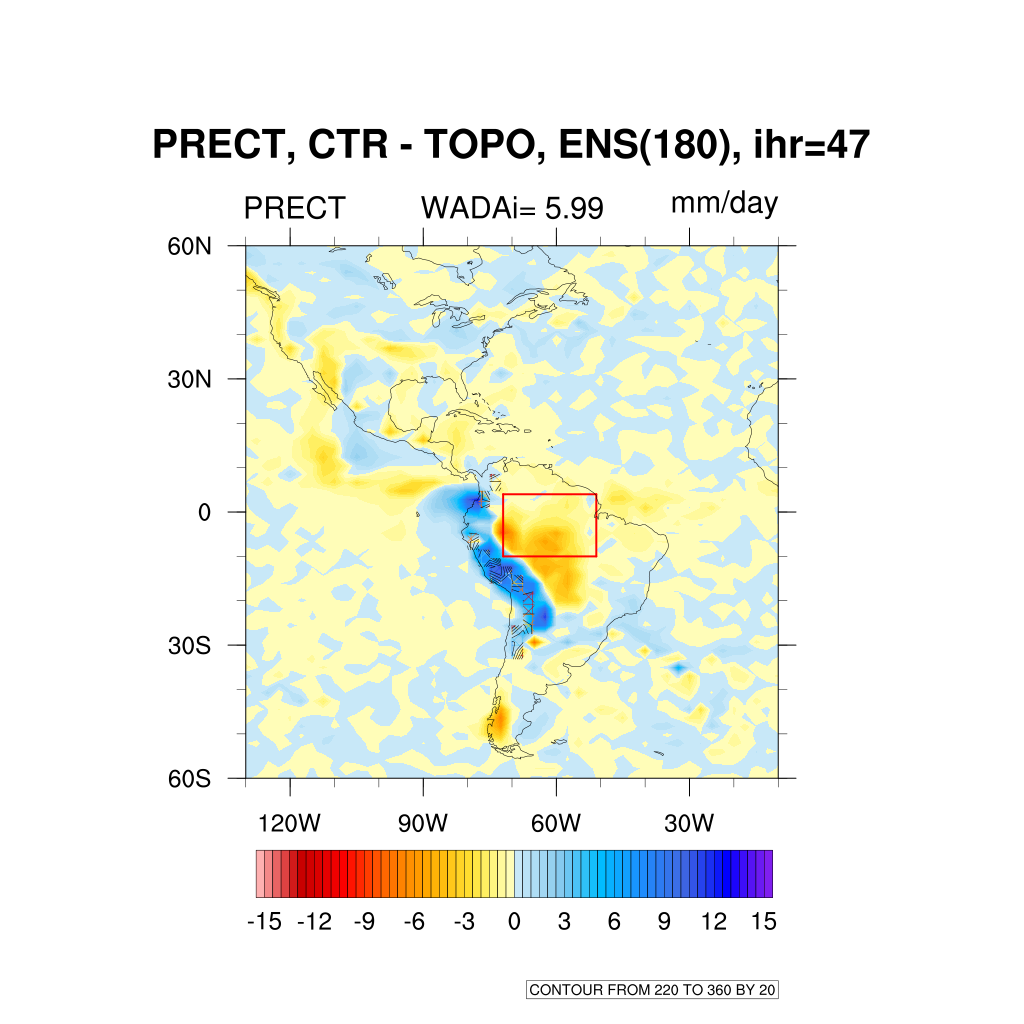 PRECT, CTR - TOPO, ENS(180), ihr=47
PRECT WADAi= 5.99 mm/day
60N
30N
0
30S
60S
120W 90W 60W 30W
-15 -12 -9 -6 -3 0 3 6 9 12 15
CONTOUR FROM 220 TO 360 BY 20